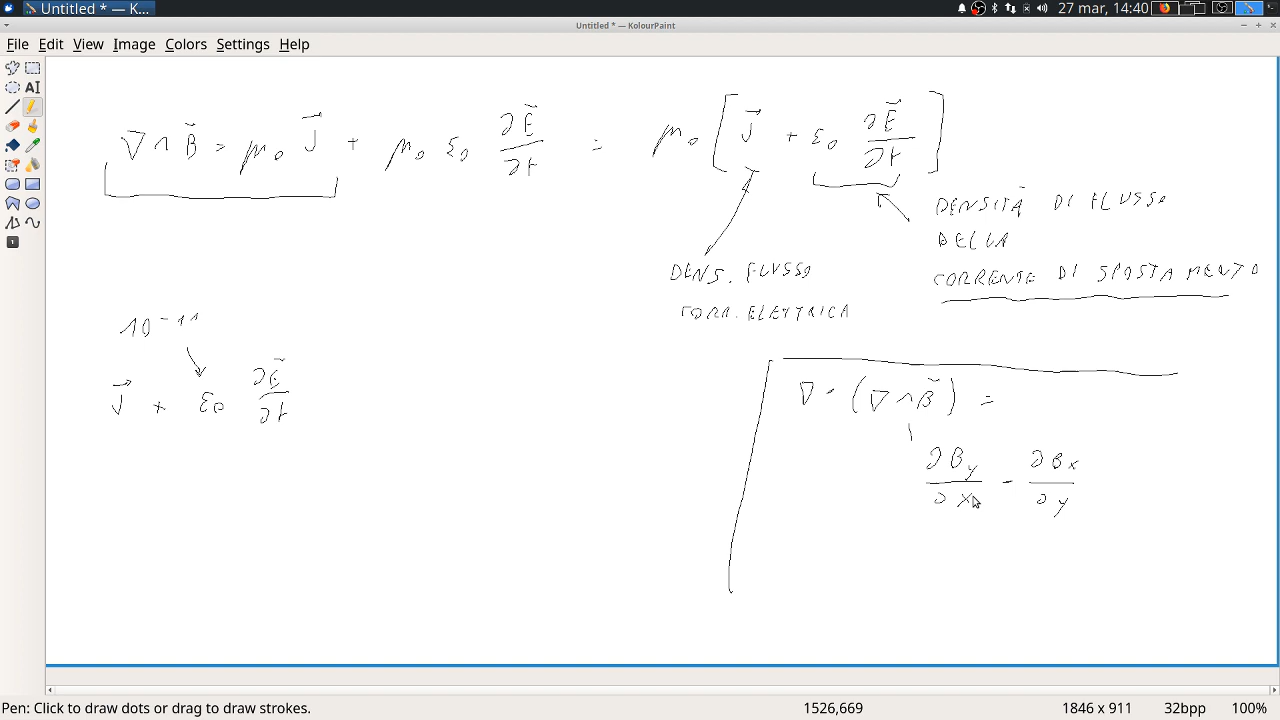 Untitled * — K...
27 mar, 14:40
Untitled * — KolourPaint
File Edit View Image Colors Settings Help
∇ ∧ B⃗ = μ0 J⃗ + μ0 ε0 ∂E⃗/∂t = μ0 [ J⃗ + ε0 ∂E⃗/∂t ]
DENSITÀ DI FLUSSO
DELLA
CORRENTE DI SPOSTAMENTO
DENS. FLUSSO
CORR. ELETTRICA
10^-11
J⃗ + ε0 ∂E⃗/∂t
∇ · (∇ ∧ B⃗) =
∂By/∂x - ∂Bx/∂y
Pen: Click to draw dots or drag to draw strokes.
1526,669
1846 x 911
32bpp
100%